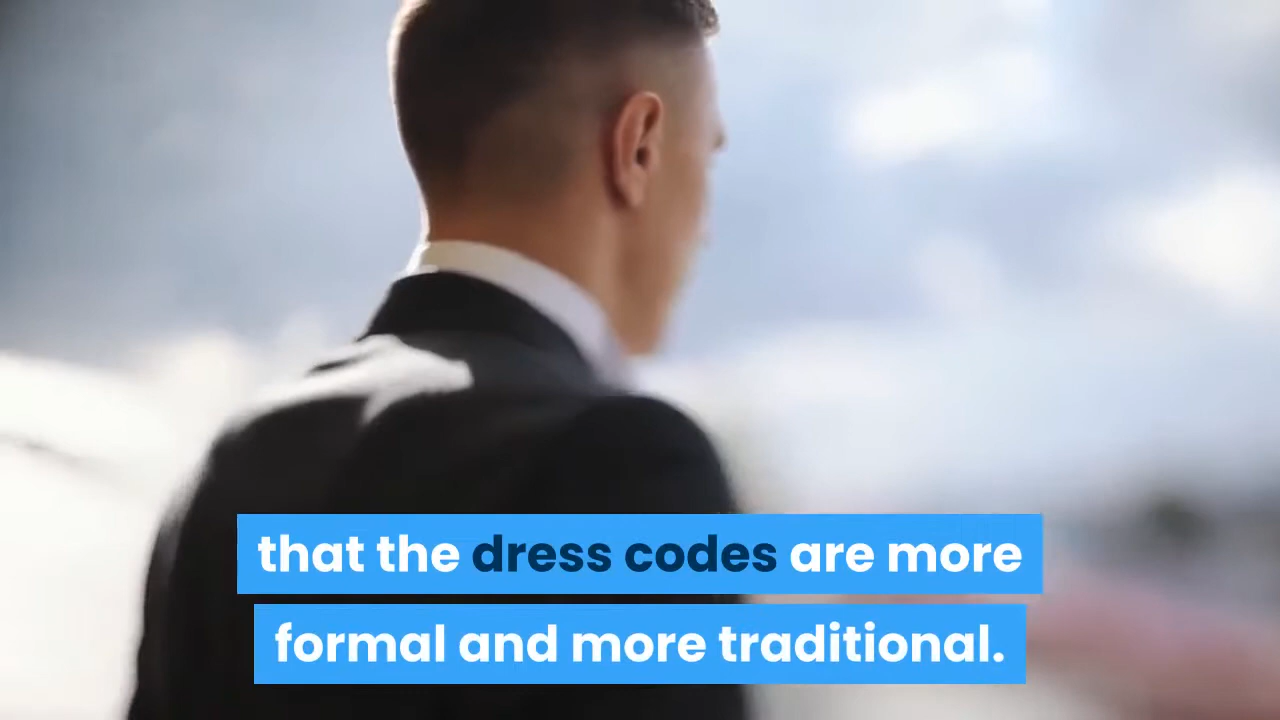 that the dress codes are more
formal and more traditional.